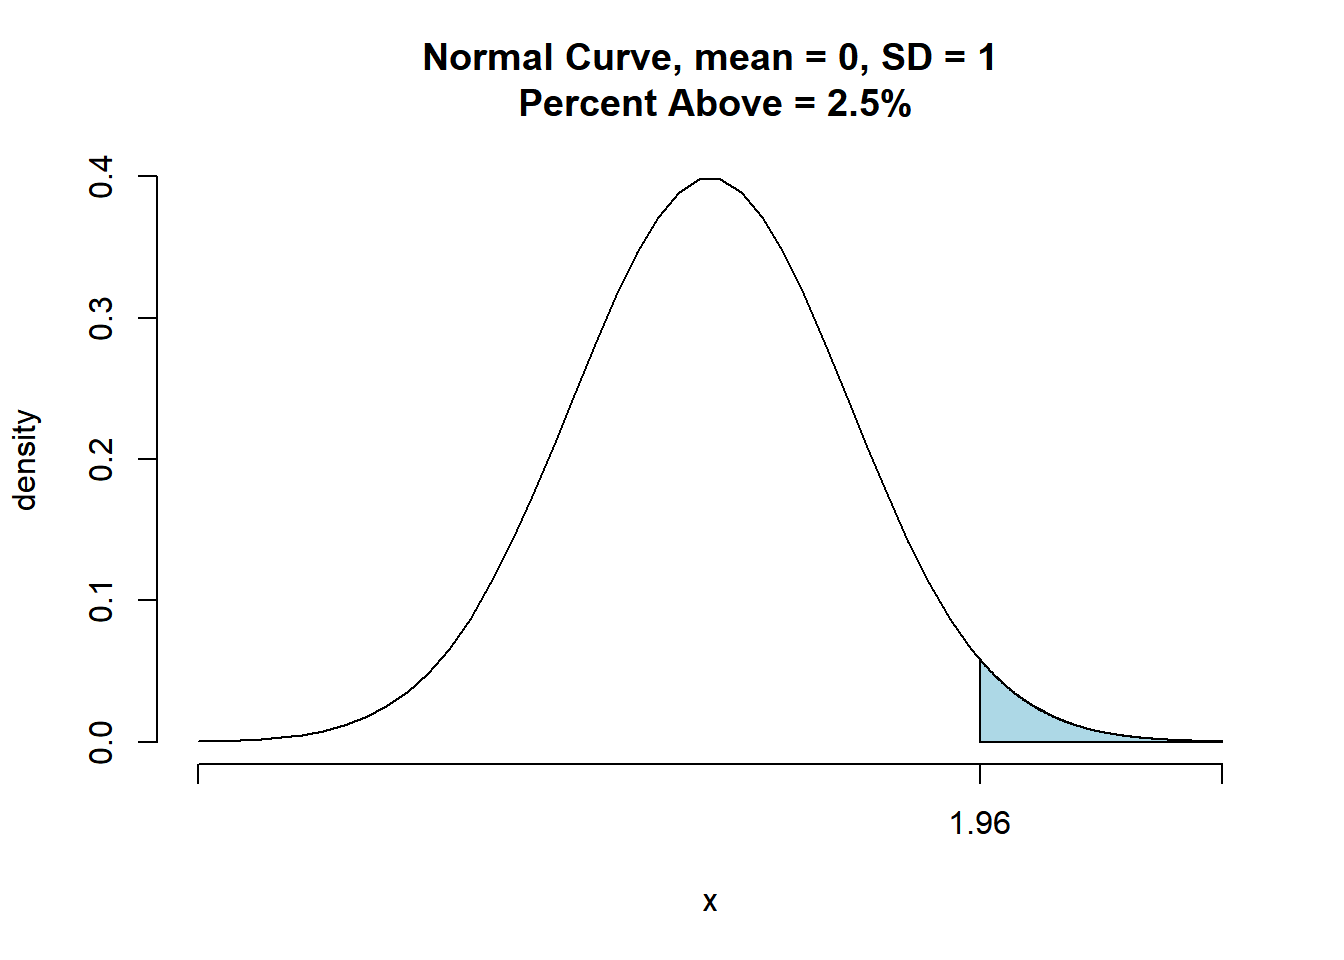 Normal Curve, mean = 0, SD = 1
Percent Above = 2.5%
0.4
0.3
0.2
0.1
0.0
density
1.96
x